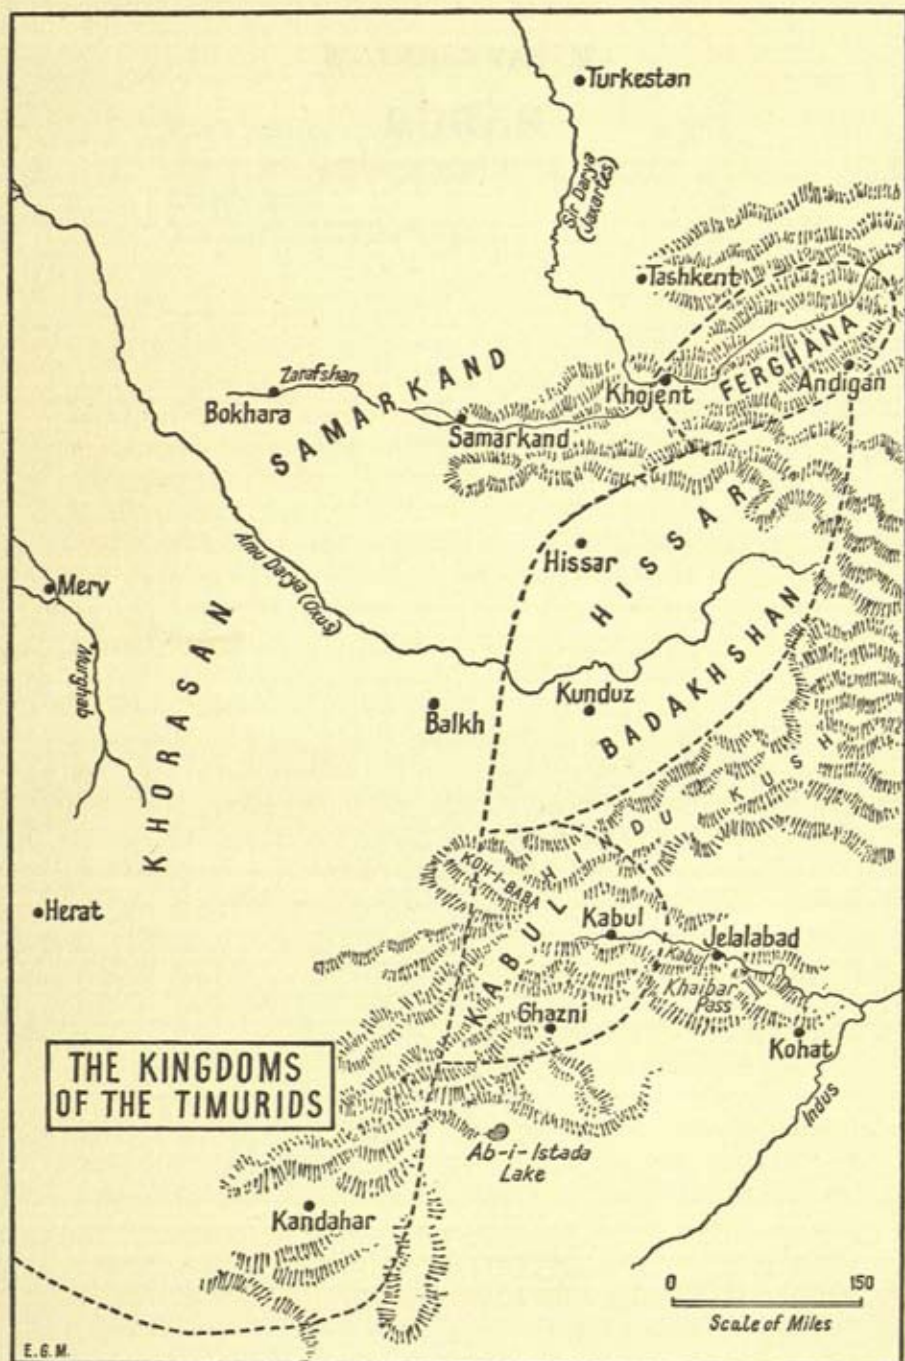 Turkestan
Sir Darya
(Jaxartes)
Tashkent
FERGHANA
Khojent
Andigan
Zarafshan
Bokhara
SAMARKAND
Samarkand
Amu Darya (Oxus)
Hissar
HISSAR
Merv
Murghab
KHORASAN
Balkh
Kunduz
BADAKHSHAN
HINDU KUSH
KOH-I-BABA
Herat
KABUL
Kabul
Kabul
Jelalabad
Khaibar
Pass
Ghazni
Kohat
Indus
THE KINGDOMS
OF THE TIMURIDS
Ab-i-Istada
Lake
Kandahar
0 150
Scale of Miles
E.G.M.